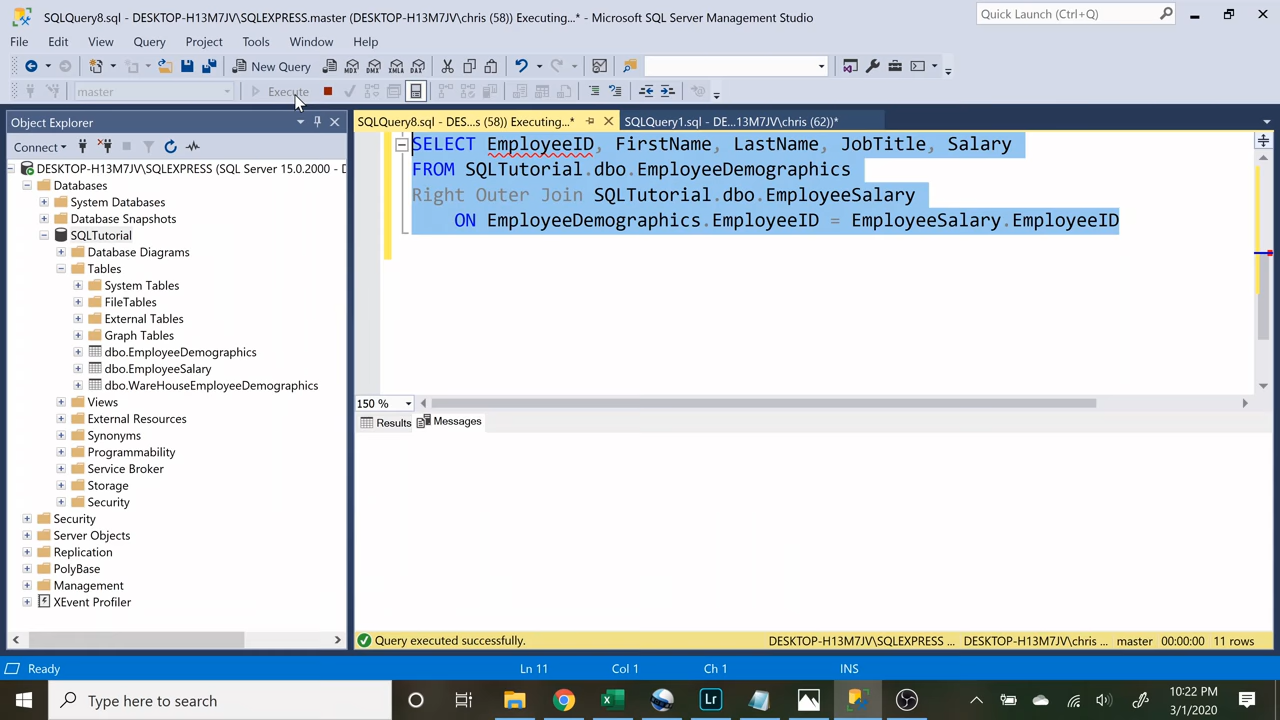 SQLQuery8.sql - DESKTOP-H13M7JV\SQLEXPRESS.master (DESKTOP-H13M7JV\chris (58)) Executing...* - Microsoft SQL Server Management Studio
Quick Launch (Ctrl+Q)
File Edit View Query Project Tools Window Help
New Query
MDX DMX XMLA DAX
master
Execute
Object Explorer
SQLQuery8.sql - DES...s (58)) Executing...*
SQLQuery1.sql - DE...13M7JV\chris (62))*
Connect
DESKTOP-H13M7JV\SQLEXPRESS (SQL Server 15.0.2000 - D
Databases
System Databases
Database Snapshots
SQLTutorial
Database Diagrams
Tables
System Tables
FileTables
External Tables
Graph Tables
dbo.EmployeeDemographics
dbo.EmployeeSalary
dbo.WareHouseEmployeeDemographics
Views
External Resources
Synonyms
Programmability
Service Broker
Storage
Security
Security
Server Objects
Replication
PolyBase
Management
XEvent Profiler
SELECT EmployeeID, FirstName, LastName, JobTitle, Salary
FROM SQLTutorial.dbo.EmployeeDemographics
Right Outer Join SQLTutorial.dbo.EmployeeSalary
ON EmployeeDemographics.EmployeeID = EmployeeSalary.EmployeeID
150 %
Results Messages
Query executed successfully.
DESKTOP-H13M7JV\SQLEXPRESS ... DESKTOP-H13M7JV\chris ... master 00:00:00 11 rows
Ready
Ln 11 Col 1 Ch 1 INS
Type here to search
Lr
10:22 PM
3/1/2020